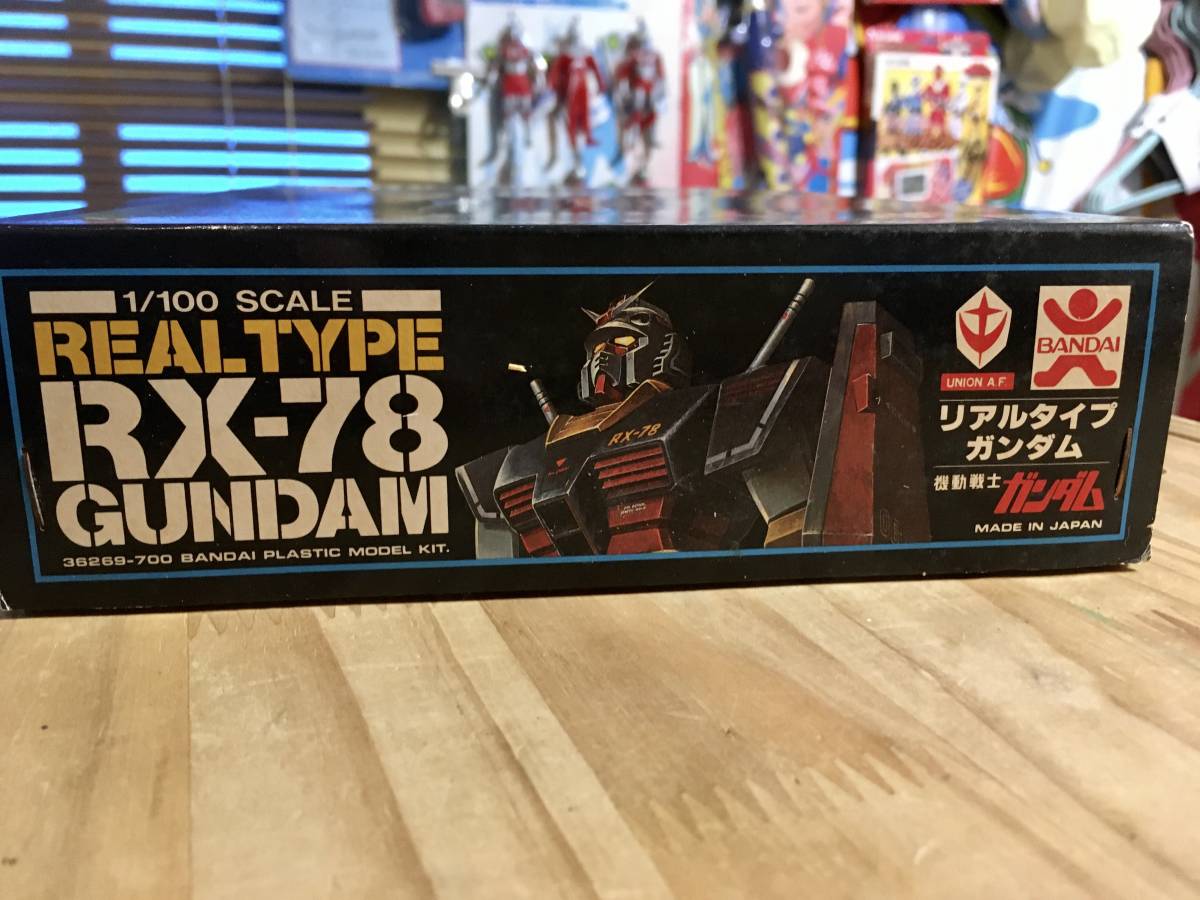 1/100 SCALE
REALTYPE
RX-78
GUNDAM
36269-700 BANDAI PLASTIC MODEL KIT.
RX-78
UNION A.F.
BANDAI
リアルタイプ
ガンダム
機動戦士
ガンダム
MADE IN JAPAN